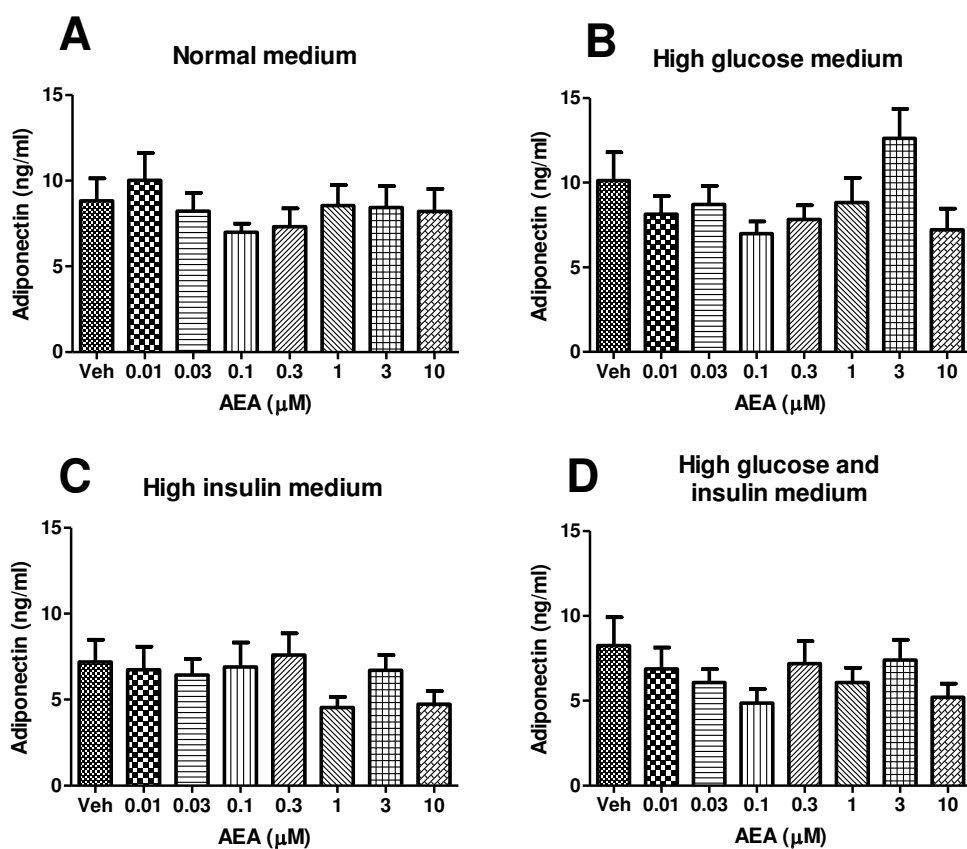 A
Normal medium
Adiponectin (ng/ml)
15
10
5
0
Veh 0.01 0.03 0.1 0.3 1 3 10
AEA (μM)
B
High glucose medium
Adiponectin (ng/ml)
15
10
5
0
Veh 0.01 0.03 0.1 0.3 1 3 10
AEA (μM)
C
High insulin medium
Adiponectin (ng/ml)
15
10
5
0
Veh 0.01 0.03 0.1 0.3 1 3 10
AEA (μM)
D
High glucose and
insulin medium
Adiponectin (ng/ml)
15
10
5
0
Veh 0.01 0.03 0.1 0.3 1 3 10
AEA (μM)